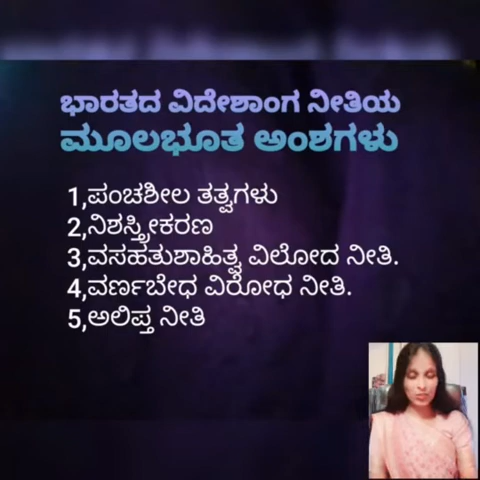 ಭಾರತದ ವಿದೇಶಾಂಗ ನೀತಿಯ
ಮೂಲಭೂತ ಅಂಶಗಳು
1,ಪಂಚಶೀಲ ತತ್ವಗಳು
2,ನಿಶಸ್ತ್ರೀಕರಣ
3,ವಸಹತುಶಾಹಿತ್ವ ವಿಲೋದ ನೀತಿ.
4,ವರ್ಣಬೇಧ ವಿರೋಧ ನೀತಿ.
5,ಅಲಿಪ್ತ ನೀತಿ